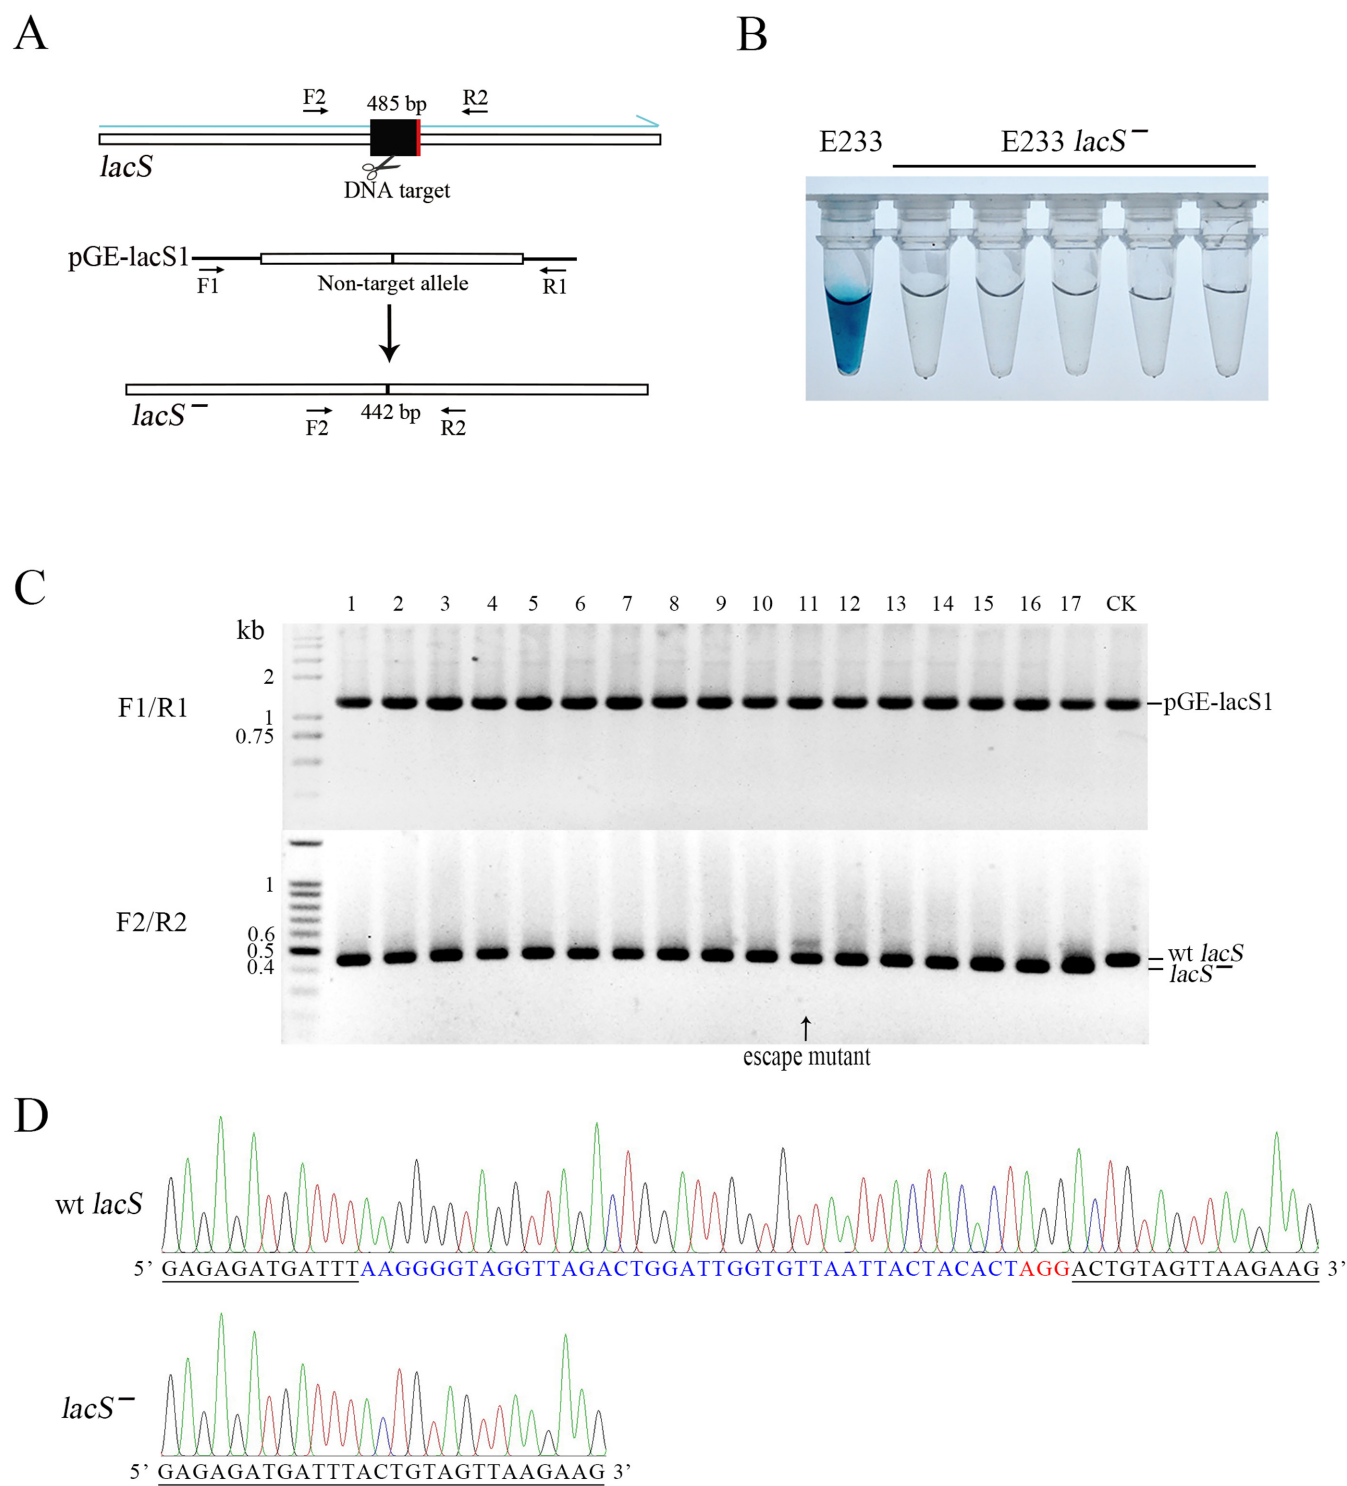 A
F2
485 bp
R2
lacS
DNA target
pGE-lacS1
F1
Non-target allele
R1
lacS−
F2
442 bp
R2
B
E233
E233 lacS−
C
1 2 3 4 5 6 7 8 9 10 11 12 13 14 15 16 17 CK
kb
2
1
0.75
F1/R1
pGE-lacS1
1
0.6
0.5
0.4
F2/R2
wt lacS
lacS−
escape mutant
D
wt lacS
5’ GAGAGATGATTTAAGGGGTAGGTTAGACTGGATTGGTGTTAATTACTACACTAGGACTGTAGTTAAGAAG 3’
lacS−
5’ GAGAGATGATTTACTGTAGTTAAGAAG 3’